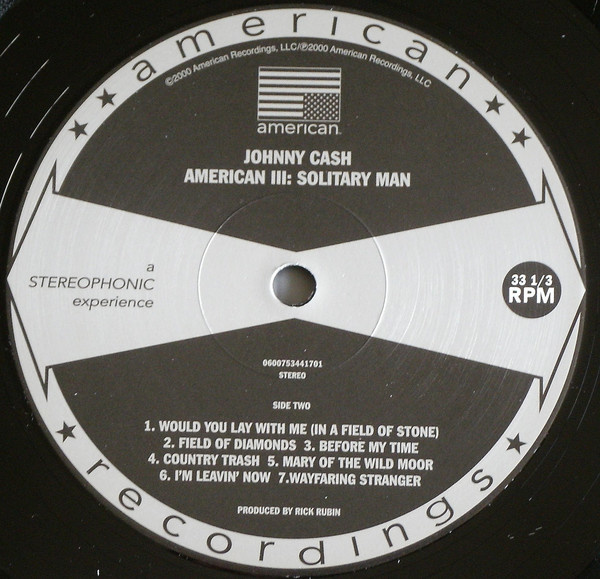 american
©2000 American Recordings, LLC/℗2000 American Recordings, LLC
american
JOHNNY CASH
AMERICAN III: SOLITARY MAN
a
STEREOPHONIC
experience
33 1/3
RPM
0600753441701
STEREO
SIDE TWO
1. WOULD YOU LAY WITH ME (IN A FIELD OF STONE)
2. FIELD OF DIAMONDS 3. BEFORE MY TIME
4. COUNTRY TRASH 5. MARY OF THE WILD MOOR
6. I'M LEAVIN' NOW 7.WAYFARING STRANGER
PRODUCED BY RICK RUBIN
recordings